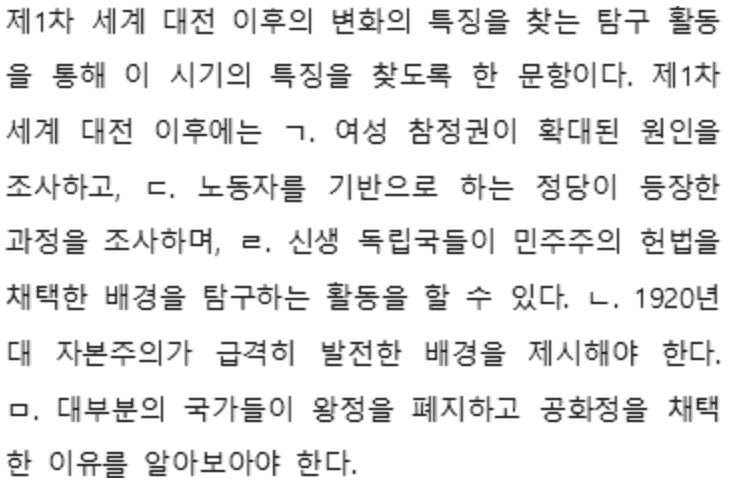 제1차 세계 대전 이후의 변화의 특징을 찾는 탐구 활동
을 통해 이 시기의 특징을 찾도록 한 문항이다. 제1차
세계 대전 이후에는 ㄱ. 여성 참정권이 확대된 원인을
조사하고, ㄷ. 노동자를 기반으로 하는 정당이 등장한
과정을 조사하며, ㄹ. 신생 독립국들이 민주주의 헌법을
채택한 배경을 탐구하는 활동을 할 수 있다. ㄴ. 1920년
대 자본주의가 급격히 발전한 배경을 제시해야 한다.
ㅁ. 대부분의 국가들이 왕정을 폐지하고 공화정을 채택
한 이유를 알아보아야 한다.